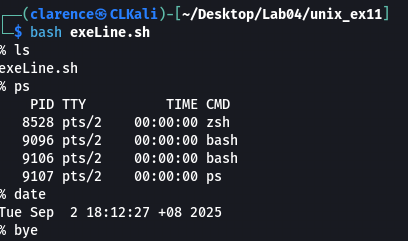 ┌──(clarence㉿CLKali)-[~/Desktop/Lab04/unix_ex11]
└─$ bash exeLine.sh
% ls
exeLine.sh
% ps
    PID TTY          TIME CMD
   8528 pts/2    00:00:00 zsh
   9096 pts/2    00:00:00 bash
   9106 pts/2    00:00:00 bash
   9107 pts/2    00:00:00 ps
% date
Tue Sep  2 18:12:27 +08 2025
% bye